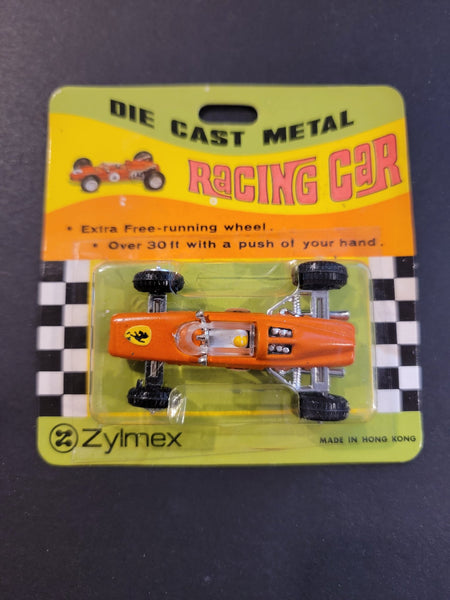 DIE CAST METAL
RacinG CaR
• Extra Free-running wheel.
• Over 30 ft with a push of your hand.
Zylmex
MADE IN HONG KONG